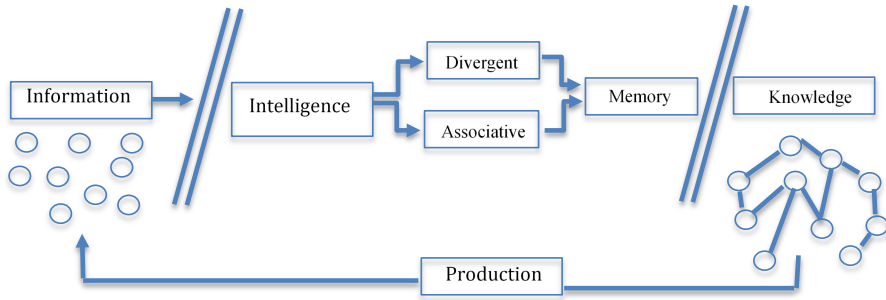 Information
Intelligence
Divergent
Associative
Memory
Knowledge
Production